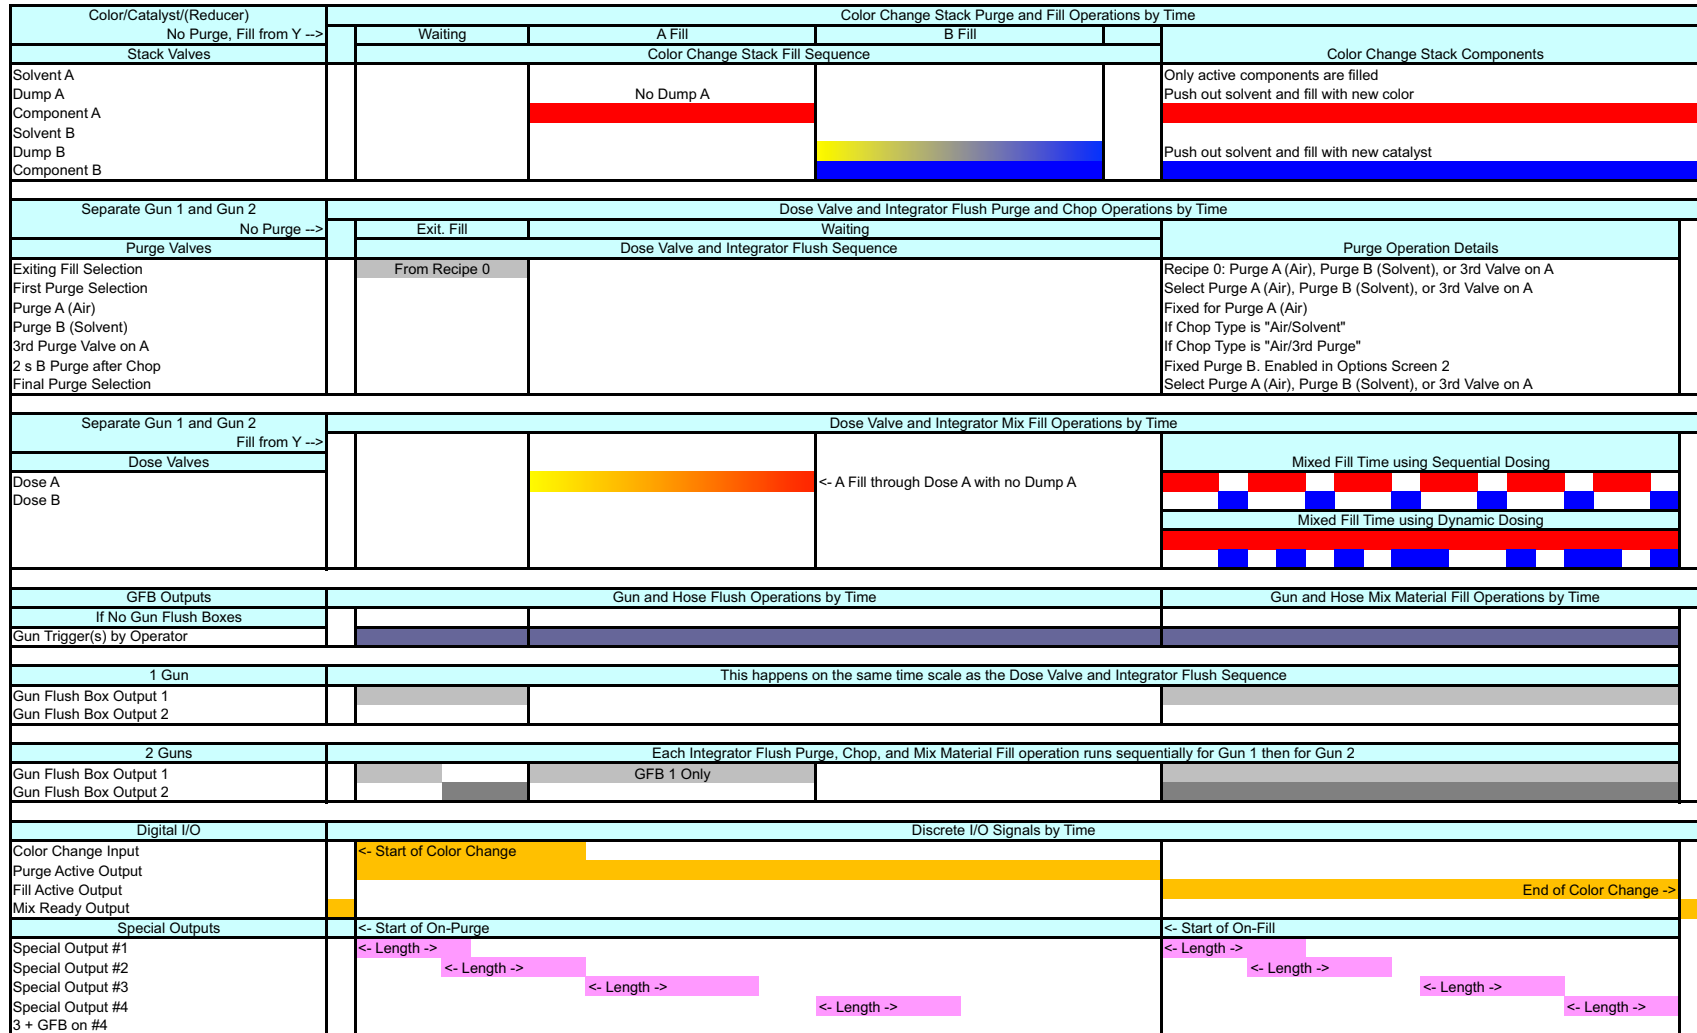 Color/Catalyst/(Reducer) Color Change Stack Purge and Fill Operations by Time
No Purge, Fill from Y --> Waiting A Fill B Fill
Stack Valves Color Change Stack Fill Sequence Color Change Stack Components
Solvent A Only active components are filled
Dump A No Dump A Push out solvent and fill with new color
Component A
Solvent B
Dump B Push out solvent and fill with new catalyst
Component B
Separate Gun 1 and Gun 2 Dose Valve and Integrator Flush Purge and Chop Operations by Time
No Purge --> Exit. Fill Waiting
Purge Valves Dose Valve and Integrator Flush Sequence Purge Operation Details
Exiting Fill Selection From Recipe 0 Recipe 0: Purge A (Air), Purge B (Solvent), or 3rd Valve on A
First Purge Selection Select Purge A (Air), Purge B (Solvent), or 3rd Valve on A
Purge A (Air) Fixed for Purge A (Air)
Purge B (Solvent) If Chop Type is "Air/Solvent"
3rd Purge Valve on A If Chop Type is "Air/3rd Purge"
2 s B Purge after Chop Fixed Purge B. Enabled in Options Screen 2
Final Purge Selection Select Purge A (Air), Purge B (Solvent), or 3rd Valve on A
Separate Gun 1 and Gun 2 Dose Valve and Integrator Mix Fill Operations by Time
Fill from Y -->
Dose Valves Mixed Fill Time using Sequential Dosing
Dose A <- A Fill through Dose A with no Dump A
Dose B
Mixed Fill Time using Dynamic Dosing
GFB Outputs Gun and Hose Flush Operations by Time Gun and Hose Mix Material Fill Operations by Time
If No Gun Flush Boxes
Gun Trigger(s) by Operator
1 Gun This happens on the same time scale as the Dose Valve and Integrator Flush Sequence
Gun Flush Box Output 1
Gun Flush Box Output 2
2 Guns Each Integrator Flush Purge, Chop, and Mix Material Fill operation runs sequentially for Gun 1 then for Gun 2
Gun Flush Box Output 1 GFB 1 Only
Gun Flush Box Output 2
Digital I/O Discrete I/O Signals by Time
Color Change Input <- Start of Color Change
Purge Active Output
Fill Active Output End of Color Change ->
Mix Ready Output
Special Outputs <- Start of On-Purge <- Start of On-Fill
Special Output #1 <- Length -> <- Length ->
Special Output #2 <- Length -> <- Length ->
Special Output #3 <- Length -> <- Length ->
Special Output #4 <- Length -> <- Length ->
3 + GFB on #4